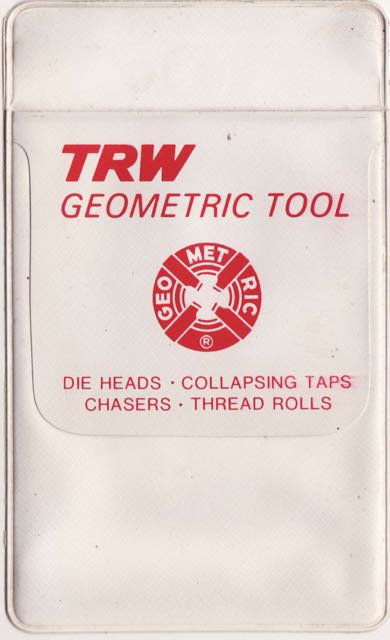 TRW
GEOMETRIC TOOL
GEO MET RIC
®
DIE HEADS · COLLAPSING TAPS
CHASERS · THREAD ROLLS